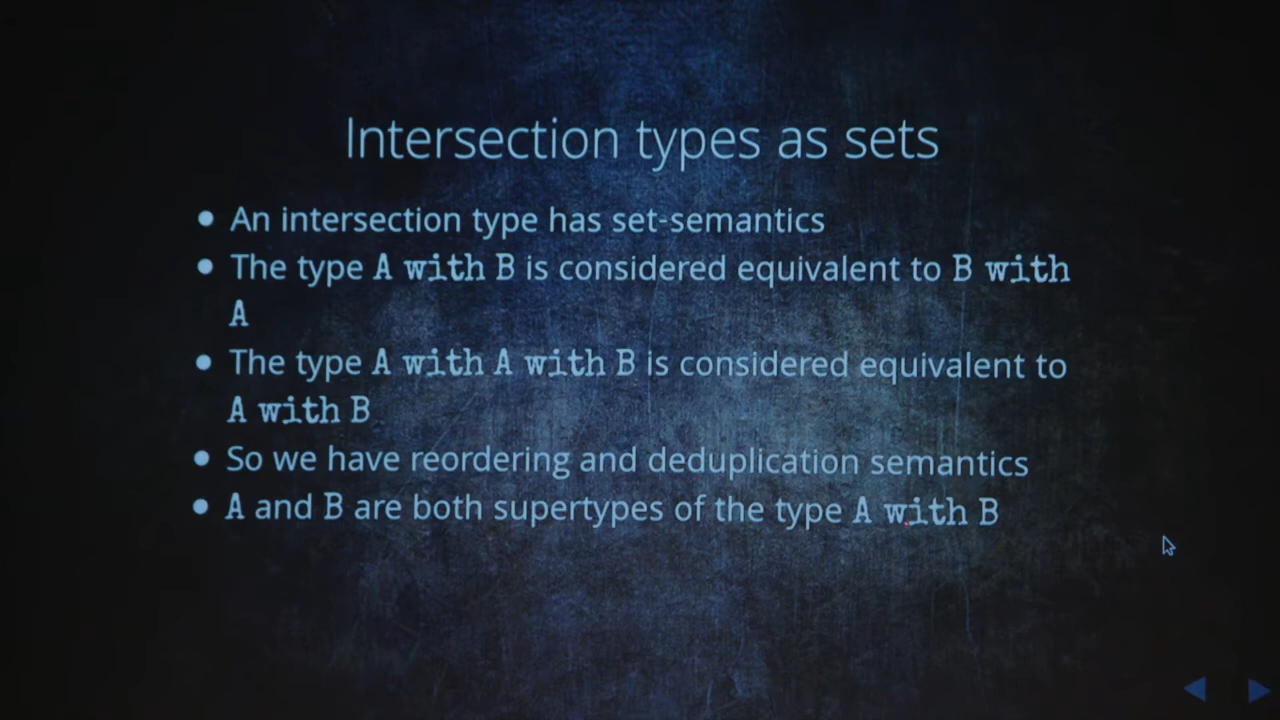 Intersection types as sets
An intersection type has set-semantics
The type A with B is considered equivalent to B with
A
The type A with A with B is considered equivalent to
A with B
So we have reordering and deduplication semantics
A and B are both supertypes of the type A with B